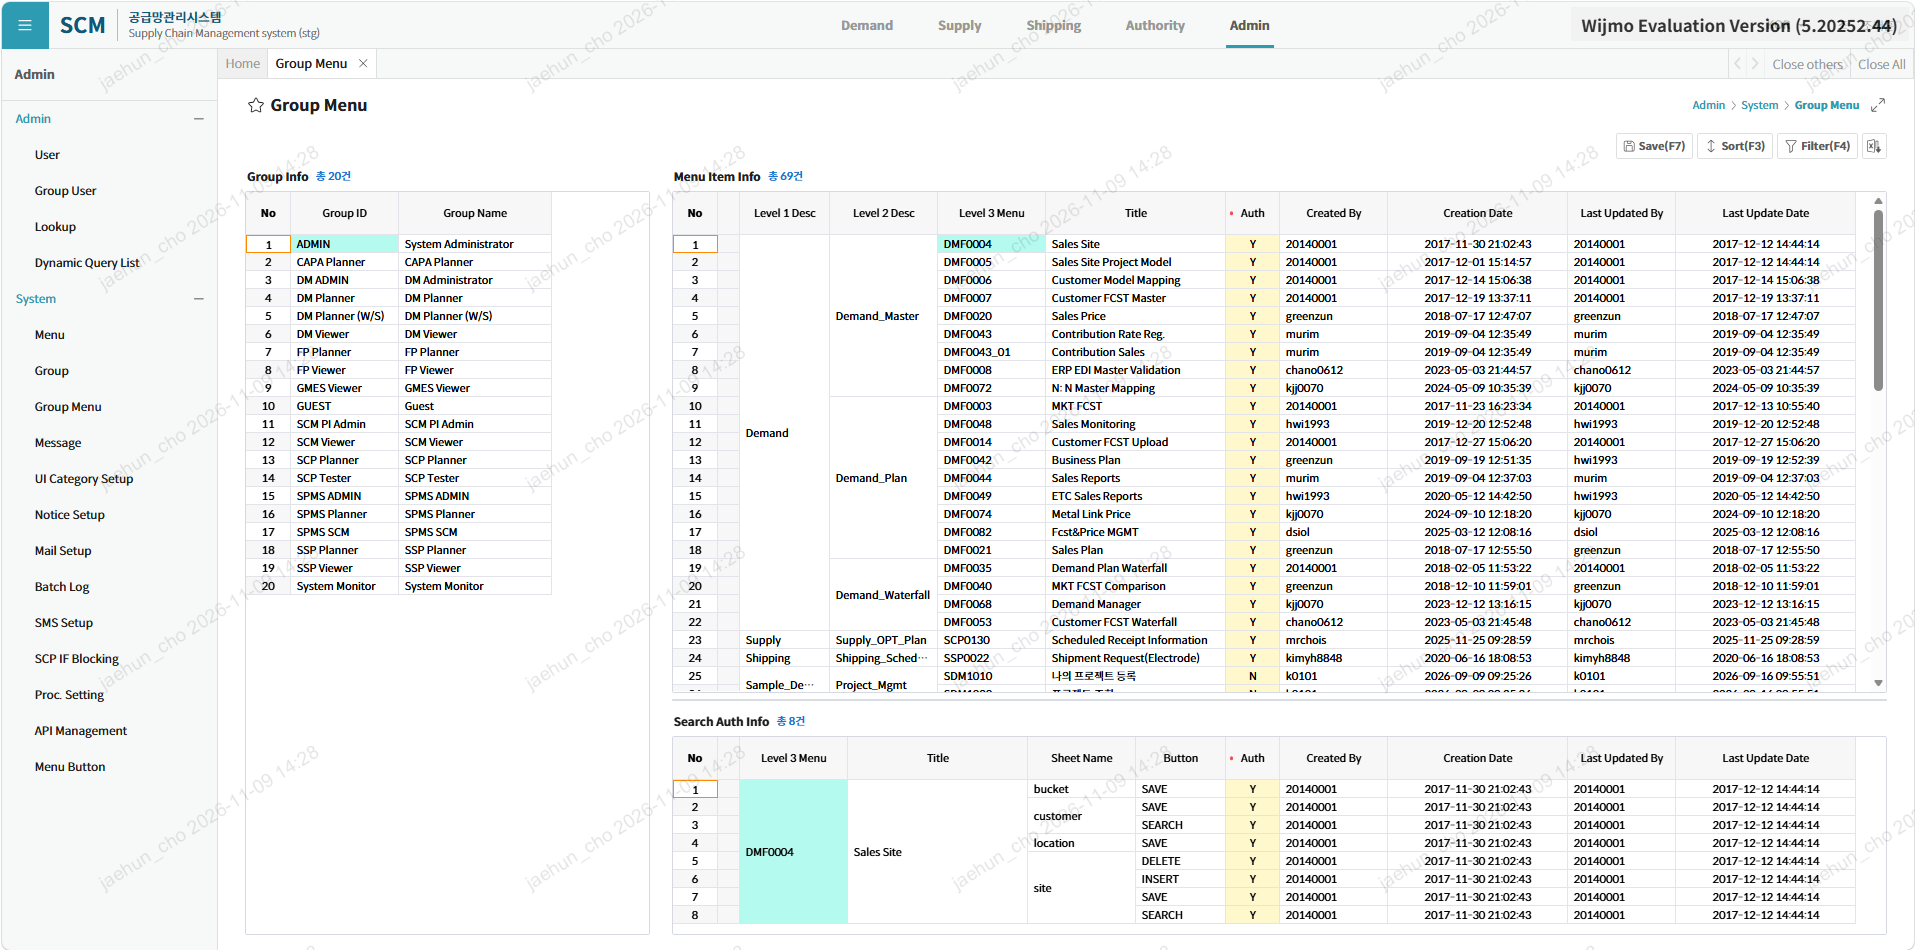 SCM
공급망관리시스템
Supply Chain Management system (stg)
Demand Supply Shipping Authority Admin
Wijmo Evaluation Version (5.20252.44)
Admin
Home Group Menu
Close others Close All
Admin
User
Group User
Lookup
Dynamic Query List
System
Menu
Group
Group Menu
Message
UI Category Setup
Notice Setup
Mail Setup
Batch Log
SMS Setup
SCP IF Blocking
Proc. Setting
API Management
Menu Button
Group Menu
Admin > System > Group Menu
Save(F7) Sort(F3) Filter(F4)
Group Info 총 20건
No Group ID Group Name
1 ADMIN System Administrator
2 CAPA Planner CAPA Planner
3 DM ADMIN DM Administrator
4 DM Planner DM Planner
5 DM Planner (W/S) DM Planner (W/S)
6 DM Viewer DM Viewer
7 FP Planner FP Planner
8 FP Viewer FP Viewer
9 GMES Viewer GMES Viewer
10 GUEST Guest
11 SCM PI Admin SCM PI Admin
12 SCM Viewer SCM Viewer
13 SCP Planner SCP Planner
14 SCP Tester SCP Tester
15 SPMS ADMIN SPMS ADMIN
16 SPMS Planner SPMS Planner
17 SPMS SCM SPMS SCM
18 SSP Planner SSP Planner
19 SSP Viewer SSP Viewer
20 System Monitor System Monitor
Menu Item Info 총 69건
No Level 1 Desc Level 2 Desc Level 3 Menu Title Auth Created By Creation Date Last Updated By Last Update Date
1 DMF0004 Sales Site Y 20140001 2017-11-30 21:02:43 20140001 2017-12-12 14:44:14
2 DMF0005 Sales Site Project Model Y 20140001 2017-12-01 15:14:57 20140001 2017-12-12 14:44:14
3 DMF0006 Customer Model Mapping Y 20140001 2017-12-14 15:06:38 20140001 2017-12-14 15:06:38
4 DMF0007 Customer FCST Master Y 20140001 2017-12-19 13:37:11 20140001 2017-12-19 13:37:11
5 Demand_Master DMF0020 Sales Price Y greenzun 2018-07-17 12:47:07 greenzun 2018-07-17 12:47:07
6 DMF0043 Contribution Rate Reg. Y murim 2019-09-04 12:35:49 murim 2019-09-04 12:35:49
7 DMF0043_01 Contribution Sales Y murim 2019-09-04 12:35:49 murim 2019-09-04 12:35:49
8 DMF0008 ERP EDI Master Validation Y chano0612 2023-05-03 21:44:57 chano0612 2023-05-03 21:44:57
9 DMF0072 N: N Master Mapping Y kjj0070 2024-05-09 10:35:39 kjj0070 2024-05-09 10:35:39
10 DMF0003 MKT FCST Y 20140001 2017-11-23 16:23:34 20140001 2017-12-13 10:55:40
11 DMF0048 Sales Monitoring Y hwi1993 2019-12-20 12:52:48 hwi1993 2019-12-20 12:52:48
Demand
12 DMF0014 Customer FCST Upload Y 20140001 2017-12-27 15:06:20 20140001 2017-12-27 15:06:20
13 DMF0042 Business Plan Y greenzun 2019-09-19 12:51:35 hwi1993 2019-09-19 12:52:39
14 Demand_Plan DMF0044 Sales Reports Y murim 2019-09-04 12:37:03 murim 2019-09-04 12:37:03
15 DMF0049 ETC Sales Reports Y hwi1993 2020-05-12 14:42:50 hwi1993 2020-05-12 14:42:50
16 DMF0074 Metal Link Price Y kjj0070 2024-09-10 12:18:20 kjj0070 2024-09-10 12:18:20
17 DMF0082 Fcst&Price MGMT Y dsiol 2025-03-12 12:08:16 dsiol 2025-03-12 12:08:16
18 DMF0021 Sales Plan Y greenzun 2018-07-17 12:55:50 greenzun 2018-07-17 12:55:50
19 DMF0035 Demand Plan Waterfall Y 20140001 2018-02-05 11:53:22 20140001 2018-02-05 11:53:22
20 DMF0040 MKT FCST Comparison Y greenzun 2018-12-10 11:59:01 greenzun 2018-12-10 11:59:01
Demand_Waterfall
21 DMF0068 Demand Manager Y kjj0070 2023-12-12 13:16:15 kjj0070 2023-12-12 13:16:15
22 DMF0053 Customer FCST Waterfall Y chano0612 2023-05-03 21:45:48 chano0612 2023-05-03 21:45:48
23 Supply Supply_OPT_Plan SCP0130 Scheduled Receipt Information Y mrchois 2025-11-25 09:28:59 mrchois 2025-11-28 09:28:59
24 Shipping Shipping_Sched··· SSP0022 Shipment Request(Electrode) Y kimyh8848 2020-06-16 18:08:53 kimyh8848 2020-06-16 18:08:53
25 SDM1010 나의 프로젝트 등록 N k0101 2026-09-09 09:25:26 k0101 2026-09-16 09:55:51
Sample_De··· Project_Mgmt
Search Auth Info 총 8건
No Level 3 Menu Title Sheet Name Button Auth Created By Creation Date Last Updated By Last Update Date
1 bucket SAVE Y 20140001 2017-11-30 21:02:43 20140001 2017-12-12 14:44:14
2 SAVE Y 20140001 2017-11-30 21:02:43 20140001 2017-12-12 14:44:14
customer
3 SEARCH Y 20140001 2017-11-30 21:02:43 20140001 2017-12-12 14:44:14
4 location SAVE Y 20140001 2017-11-30 21:02:43 20140001 2017-12-12 14:44:14
DMF0004 Sales Site
5 DELETE Y 20140001 2017-11-30 21:02:43 20140001 2017-12-12 14:44:14
6 INSERT Y 20140001 2017-11-30 21:02:43 20140001 2017-12-12 14:44:14
site
7 SAVE Y 20140001 2017-11-30 21:02:43 20140001 2017-12-12 14:44:14
8 SEARCH Y 20140001 2017-11-30 21:02:43 20140001 2017-12-12 14:44:14
jaehun_cho 2026-11-09 14:28